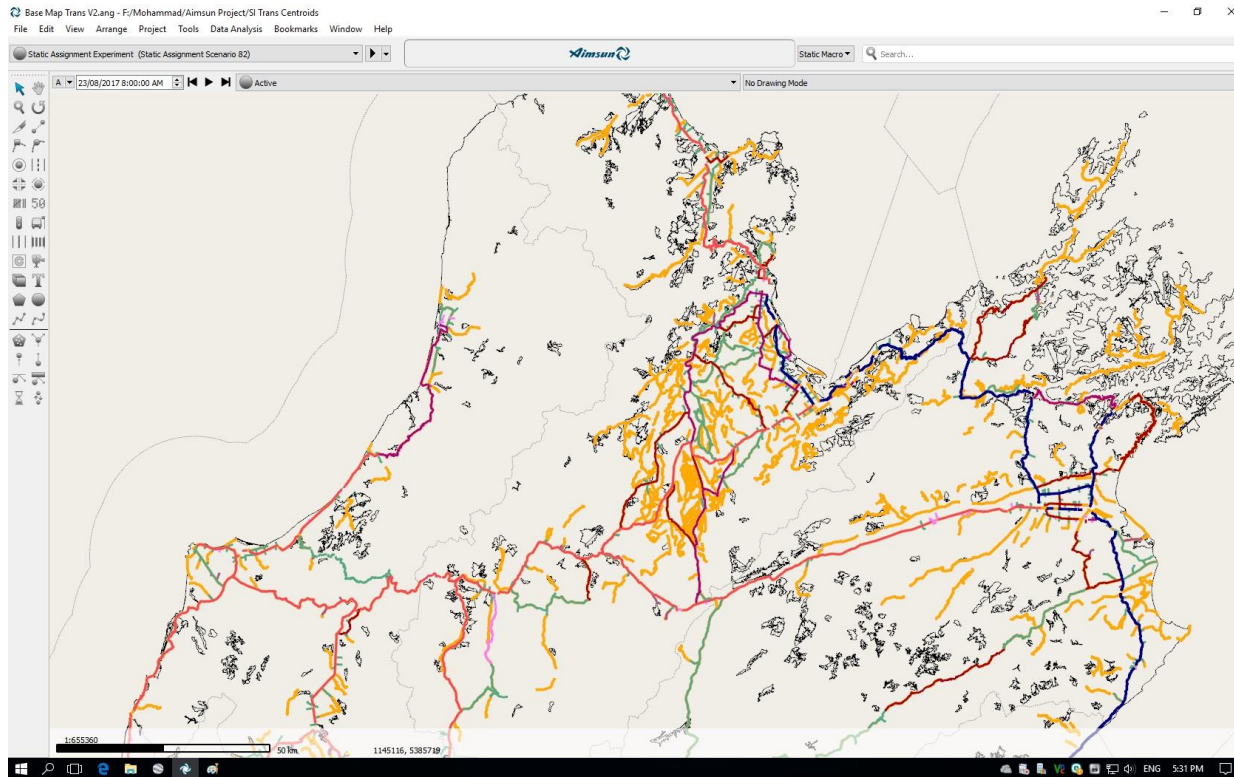 Base Map Trans V2.ang - F:/Mohammad/Aimsun Project/SI Trans Centroids
File Edit View Arrange Project Tools Data Analysis Bookmarks Window Help
Static Assignment Experiment (Static Assignment Scenario 82)
Aimsun
Static Macro
Search...
A 23/08/2017 8:00:00 AM
Active
No Drawing Mode
50
T
1:655360
50 km.
1145116, 5385719
ENG 5:31 PM